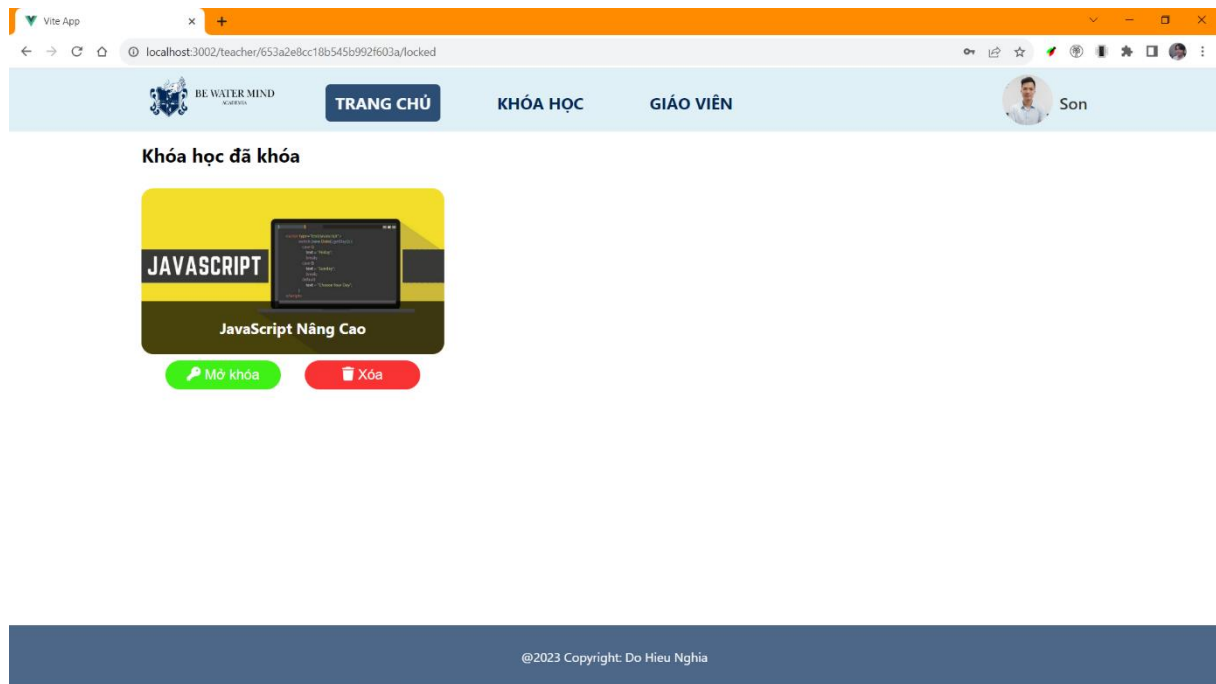 Vite App
localhost:3002/teacher/653a2e8cc18b545b992f603a/locked
BE WATER MIND
ACADEMIA
TRANG CHỦ
KHÓA HỌC
GIÁO VIÊN
Son
Khóa học đã khóa
JAVASCRIPT
JavaScript Nâng Cao
Mở khóa
Xóa
@2023 Copyright: Do Hieu Nghia